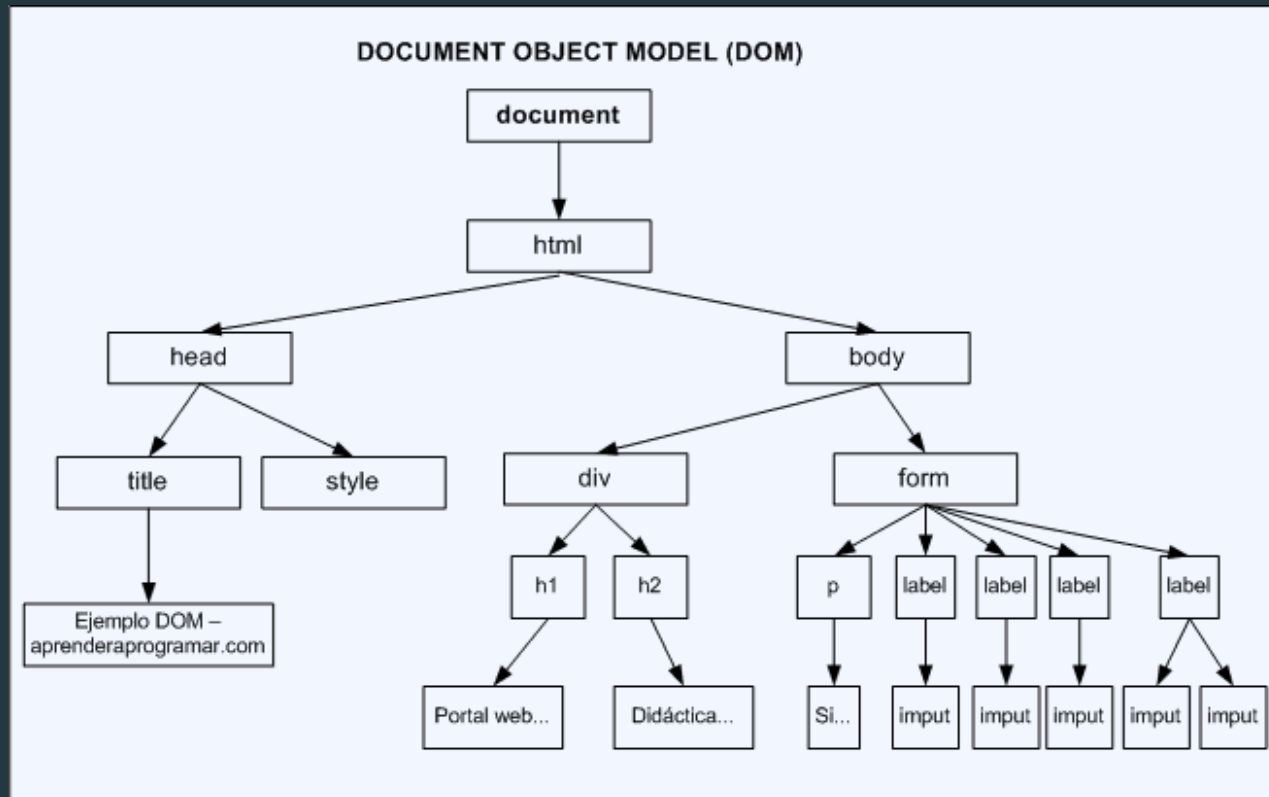 DOCUMENT OBJECT MODEL (DOM)
document
html
head
body
title
style
div
form
h1
h2
p
label
label
label
label
Ejemplo DOM –
aprenderaprogramar.com
Portal web...
Didáctica...
Si...
imput
imput
imput
imput
imput